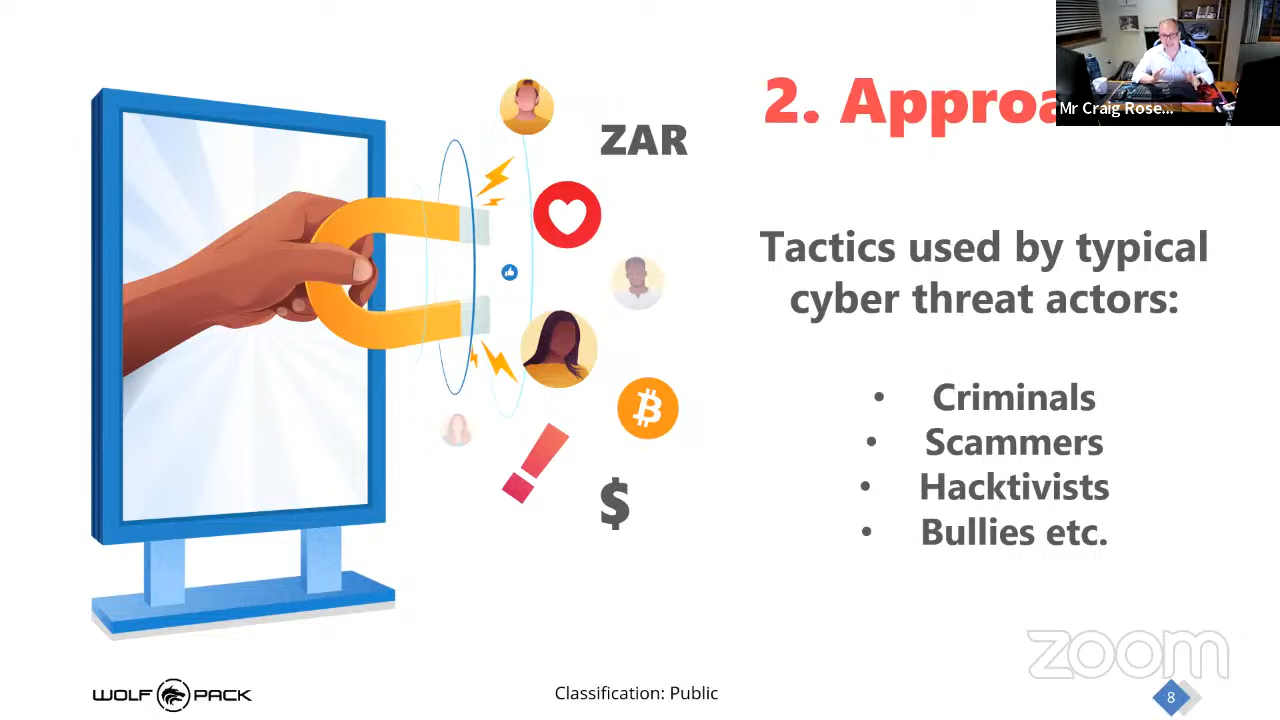 2. Approa
Mr Craig Rose...
ZAR
Tactics used by typical
cyber threat actors:
• Criminals
• Scammers
• Hacktivists
• Bullies etc.
$
zoom
WOLF PACK
Classification: Public
8